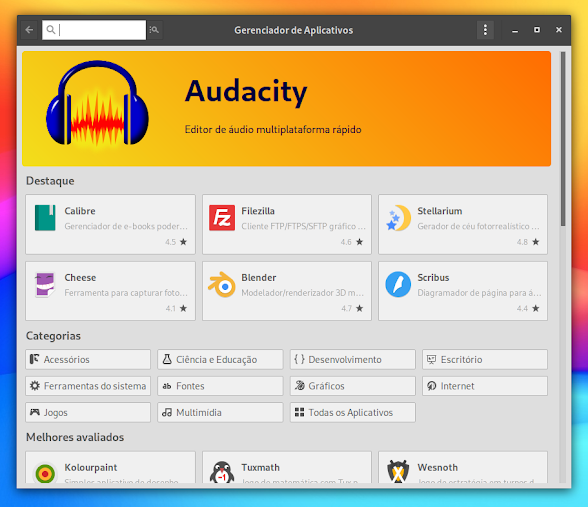 Gerenciador de Aplicativos
Audacity
Editor de áudio multiplataforma rápido
Destaque
Calibre
Gerenciador de e-books poder...
4.5 ★
Filezilla
Cliente FTP/FTPS/SFTP gráfico ...
4.6 ★
Stellarium
Gerador de céu fotorrealístico ...
4.8 ★
Cheese
Ferramenta para capturar foto...
4.1 ★
Blender
Modelador/renderizador 3D m...
4.7 ★
Scribus
Diagramador de página para a...
4.4 ★
Categorias
Acessórios
Ciência e Educação
Desenvolvimento
Escritório
Ferramentas do sistema
ab Fontes
Gráficos
Internet
Jogos
Multimídia
Todas os Aplicativos
Melhores avaliados
Kolourpaint
Simples aplicativo de desenho
Tuxmath
Jogo de matemática com Tux
Wesnoth
Jogo de estratégia em turnos d